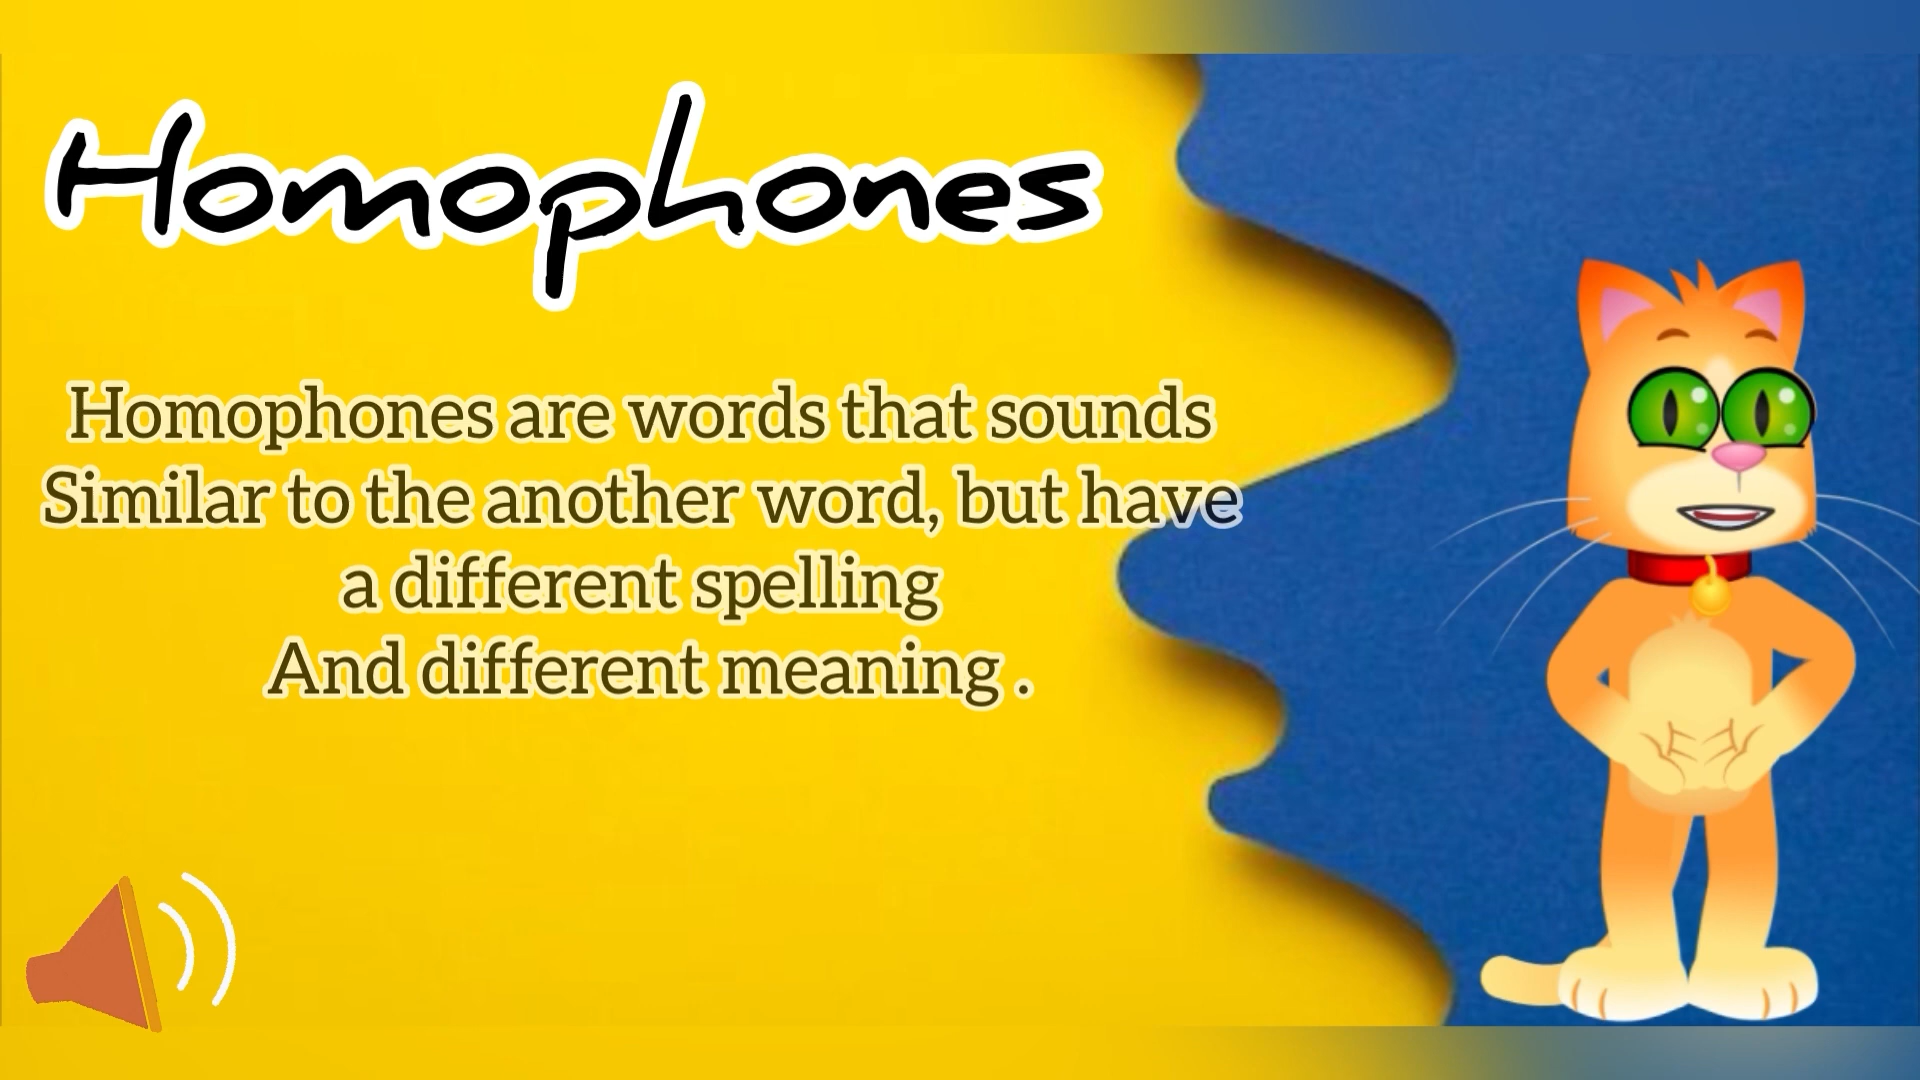 Homophones
Homophones are words that sounds
Similar to the another word, but have
a different spelling
And different meaning .